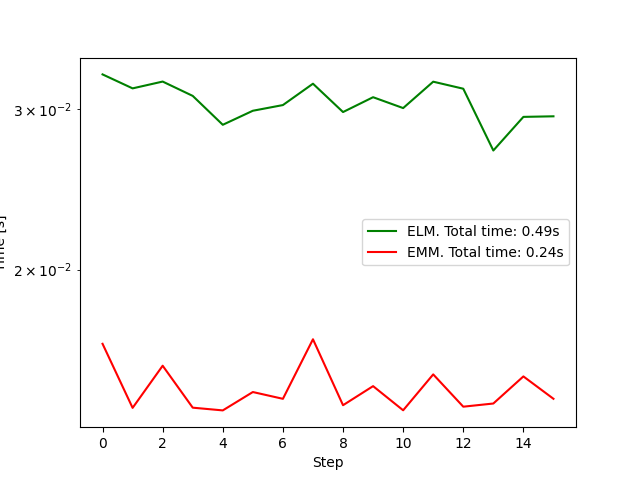 3 × 10⁻²
2 × 10⁻²
ELM. Total time: 0.49s
EMM. Total time: 0.24s
0 2 4 6 8 10 12 14
Step